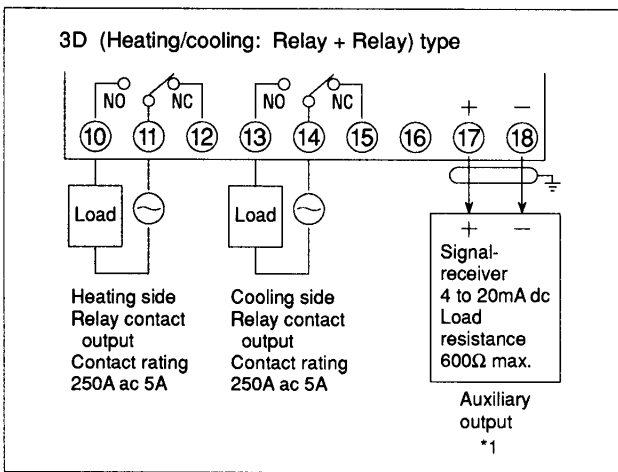 3D (Heating/cooling: Relay + Relay) type
NO NC NO NC + −
10 11 12 13 14 15 16 17 18
Load Load
+ −
Signal-
receiver
4 to 20mA dc
Load
resistance
600Ω max.
Heating side
Relay contact
output
Contact rating
250A ac 5A
Cooling side
Relay contact
output
Contact rating
250A ac 5A
Auxiliary
output
*1